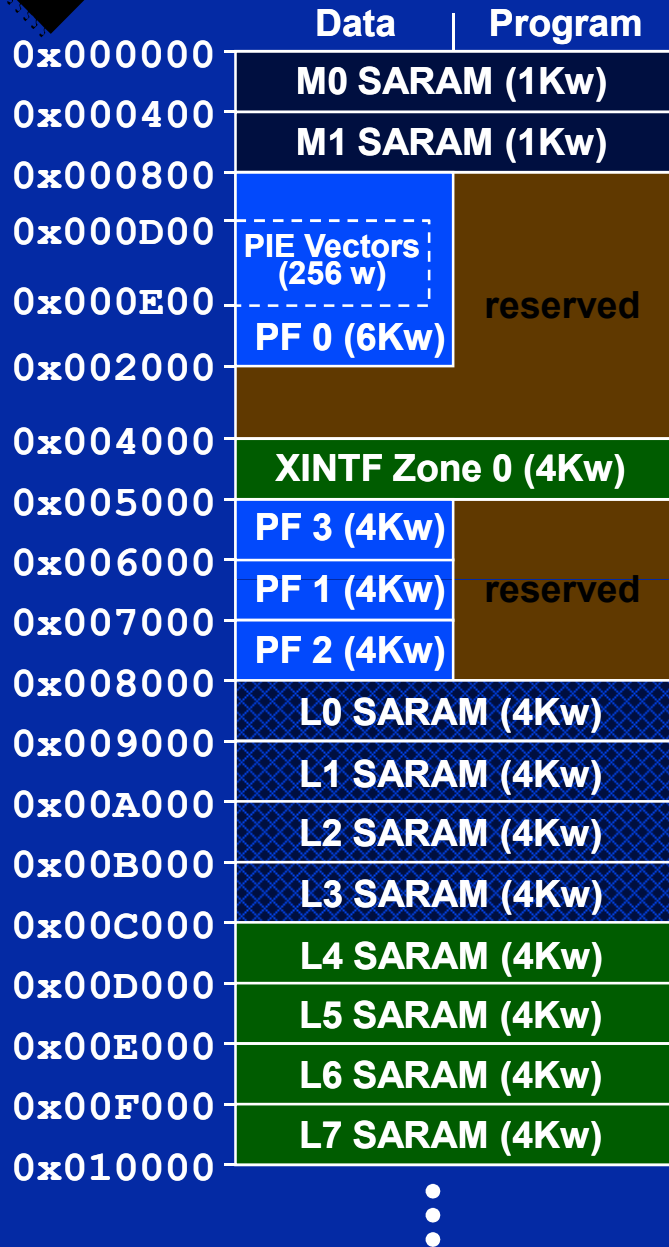 Data Program
0x000000
M0 SARAM (1Kw)
0x000400
M1 SARAM (1Kw)
0x000800
0x000D00
PIE Vectors
(256 w)
0x000E00
reserved
PF 0 (6Kw)
0x002000
0x004000
XINTF Zone 0 (4Kw)
0x005000
PF 3 (4Kw)
0x006000
PF 1 (4Kw) reserved
0x007000
PF 2 (4Kw)
0x008000
L0 SARAM (4Kw)
0x009000
L1 SARAM (4Kw)
0x00A000
L2 SARAM (4Kw)
0x00B000
L3 SARAM (4Kw)
0x00C000
L4 SARAM (4Kw)
0x00D000
L5 SARAM (4Kw)
0x00E000
L6 SARAM (4Kw)
0x00F000
L7 SARAM (4Kw)
0x010000